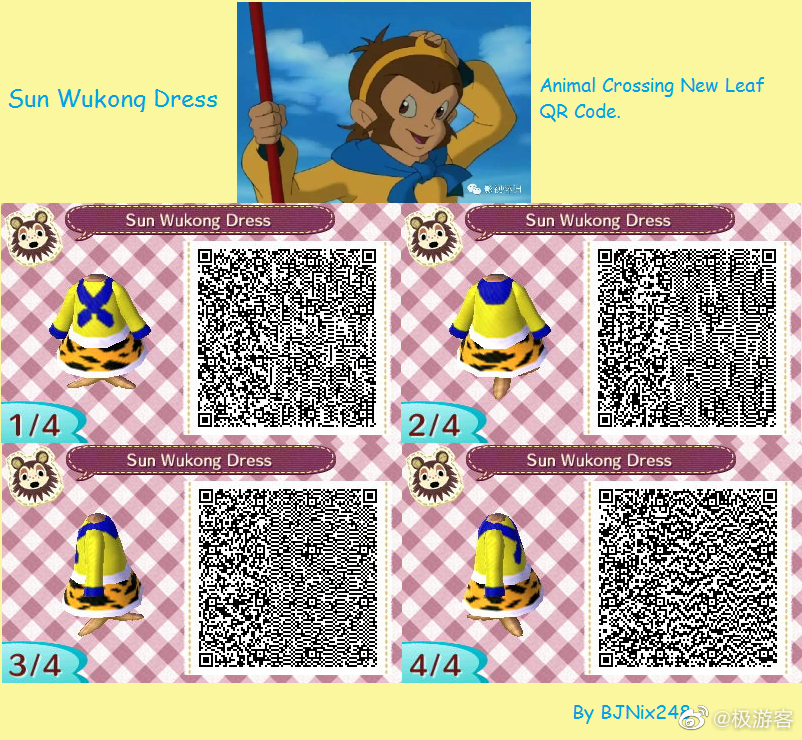 Sun Wukong Dress
Animal Crossing New Leaf
QR Code.
Sun Wukong Dress
Sun Wukong Dress
1/4
2/4
Sun Wukong Dress
Sun Wukong Dress
3/4
4/4
By BJNix248
@极游客